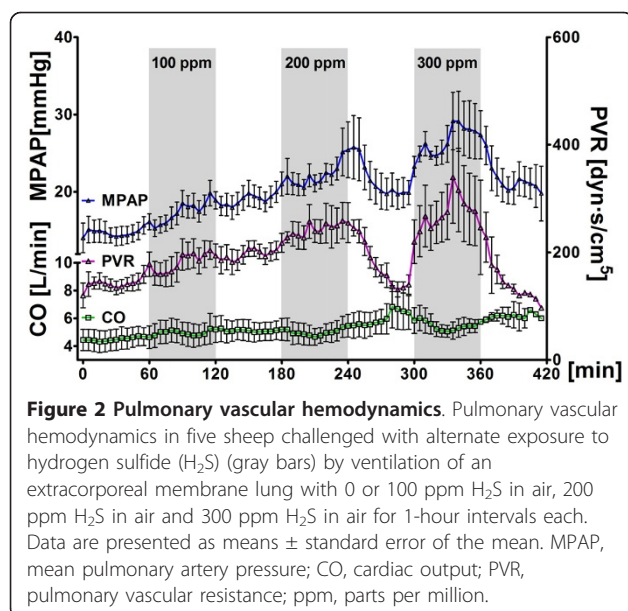 40
30
20
10
8
6
4
MPAP[mmHg]
CO [L/min]
100 ppm
200 ppm
300 ppm
MPAP
PVR
CO
600
400
200
0
PVR [dyn·s/cm⁵]
0 60 120 180 240 300 360 420 [min]
Figure 2 Pulmonary vascular hemodynamics. Pulmonary vascular
hemodynamics in five sheep challenged with alternate exposure to
hydrogen sulfide (H₂S) (gray bars) by ventilation of an
extracorporeal membrane lung with 0 or 100 ppm H₂S in air, 200
ppm H₂S in air and 300 ppm H₂S in air for 1-hour intervals each.
Data are presented as means ± standard error of the mean. MPAP,
mean pulmonary artery pressure; CO, cardiac output; PVR,
pulmonary vascular resistance; ppm, parts per million.